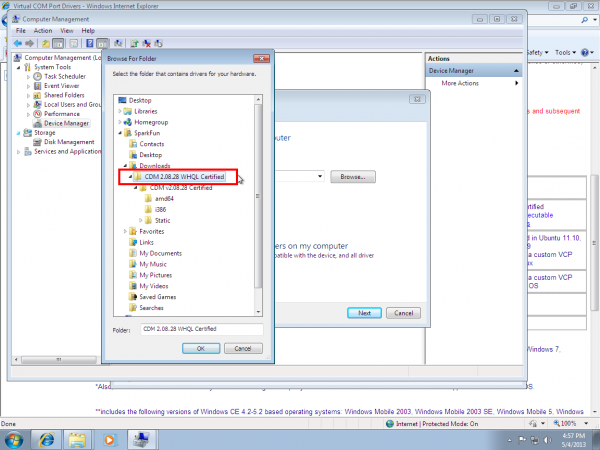 Virtual COM Port Drivers - Windows Internet Explorer
Computer Management
File Action View Help
Computer Management (Lo
System Tools
Task Scheduler
Event Viewer
Shared Folders
Local Users and Grou
Performance
Device Manager
Storage
Disk Management
Services and Application
Browse For Folder
Select the folder that contains drivers for your hardware.
Desktop
Libraries
Homegroup
SparkFun
Contacts
Desktop
Downloads
CDM 2.08.28 WHQL Certified
CDM v2.08.28 Certified
amd64
i386
Static
Favorites
Links
My Documents
My Music
My Pictures
My Videos
Saved Games
Searches
Folder: CDM 2.08.28 WHQL Certified
OK Cancel
puter
Browse...
ers on my computer
patible with the device, and all driver
Next Cancel
Actions
Device Manager
More Actions
Safety Tools
s and subsequent
rtified
ecutable
d in Ubuntu 11.10,
a custom VCP
a custom VCP
OS
Windows 7,
*Also,
OS.
**includes the following versions of Windows CE 4.2-5.2 based operating systems: Windows Mobile 2003, Windows Mobile 2003 SE, Windows Mobile 5, Windows
Done
Internet | Protected Mode: On
100%
4:57 PM
5/4/2013